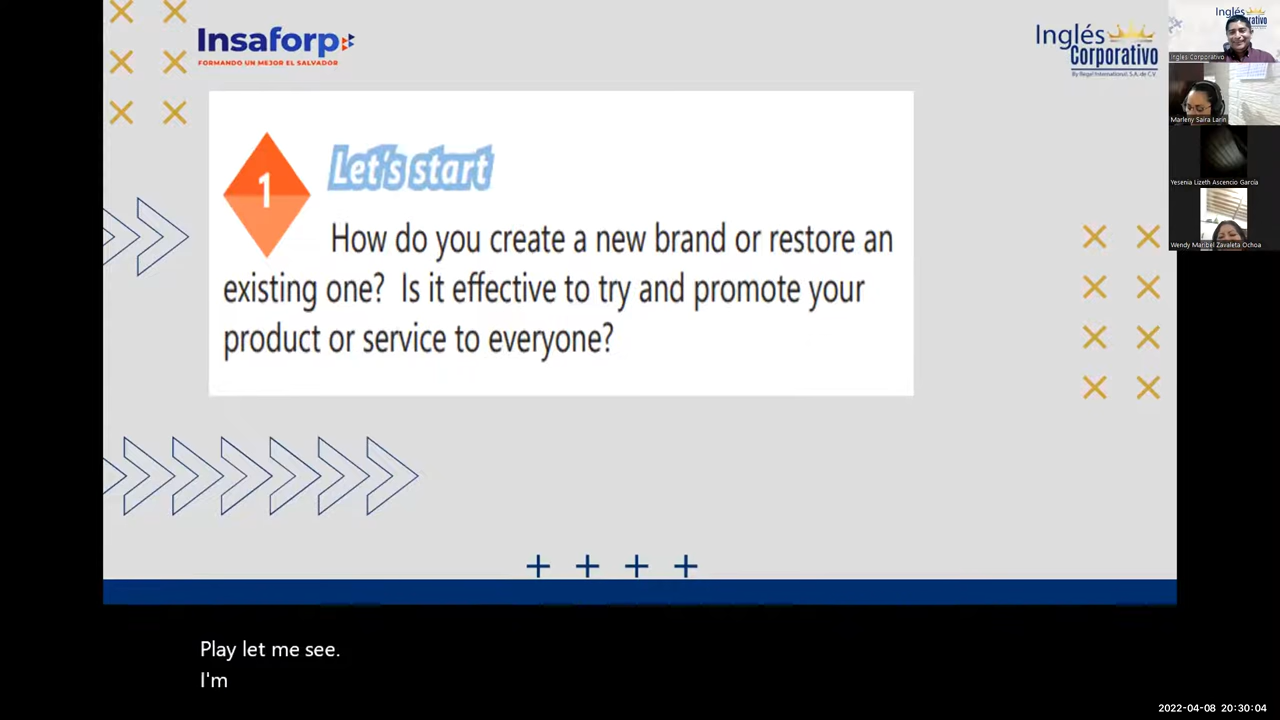 Insaforp
FORMANDO UN MEJOR EL SALVADOR
Inglés
Corporativo
By Regal International, S.A. de C.V.
1
Let's start
How do you create a new brand or restore an
existing one? Is it effective to try and promote your
product or service to everyone?
Inglés
Inglés Corporativo
Marleny Saira Larin
Yesenia Lizeth Ascencio García
Wendy Maribel Zavaleta Ochoa
Play let me see.
I'm
2022-04-08 20:30:04